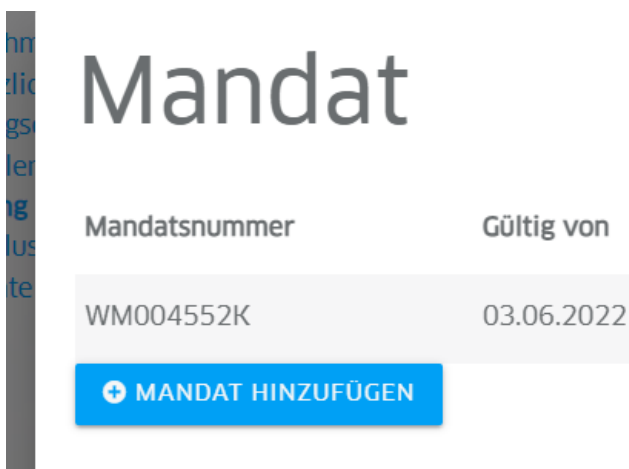 Mandat
Mandatsnummer Gültig von
WM004552K 03.06.2022
MANDAT HINZUFÜGEN